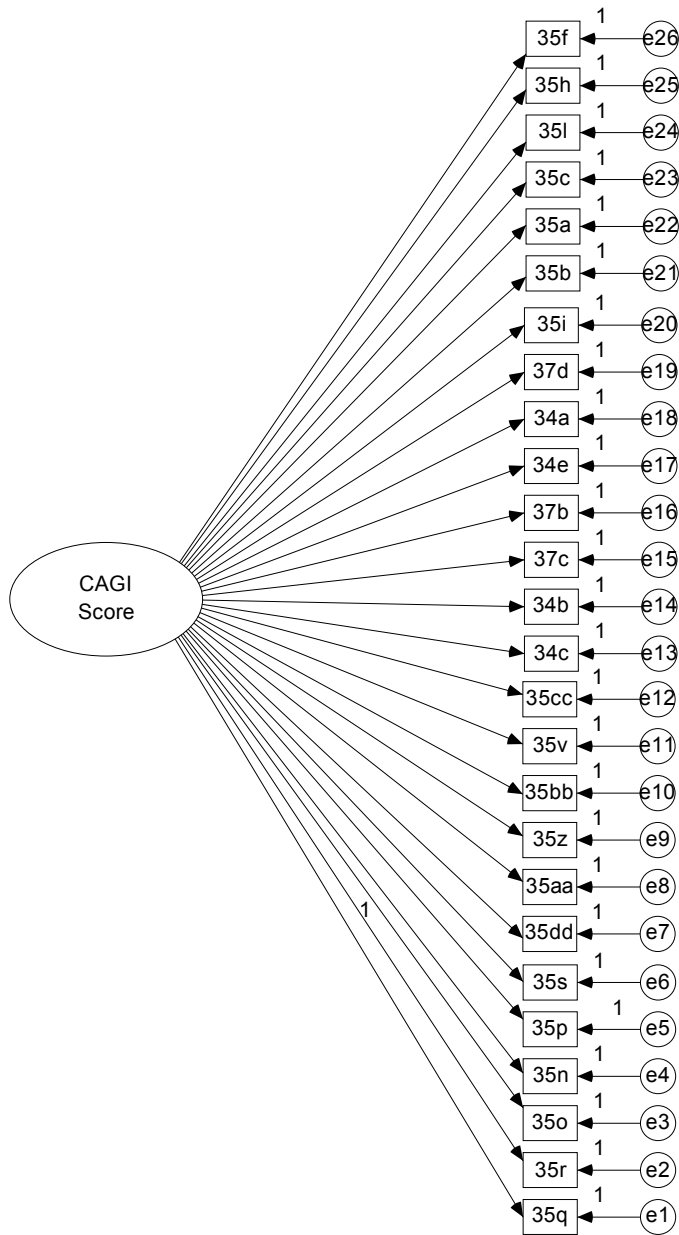 1
35f
e26
1
35h
e25
1
35l
e24
1
35c
e23
1
35a
e22
1
35b
e21
1
35i
e20
1
37d
e19
1
34a
e18
1
34e
e17
1
37b
e16
1
37c
e15
CAGI
Score
1
34b
e14
1
34c
e13
1
35cc
e12
1
35v
e11
1
35bb
e10
1
35z
e9
1
35aa
e8
1
1
35dd
e7
1
35s
e6
1
35p
e5
1
35n
e4
1
35o
e3
1
35r
e2
1
35q
e1